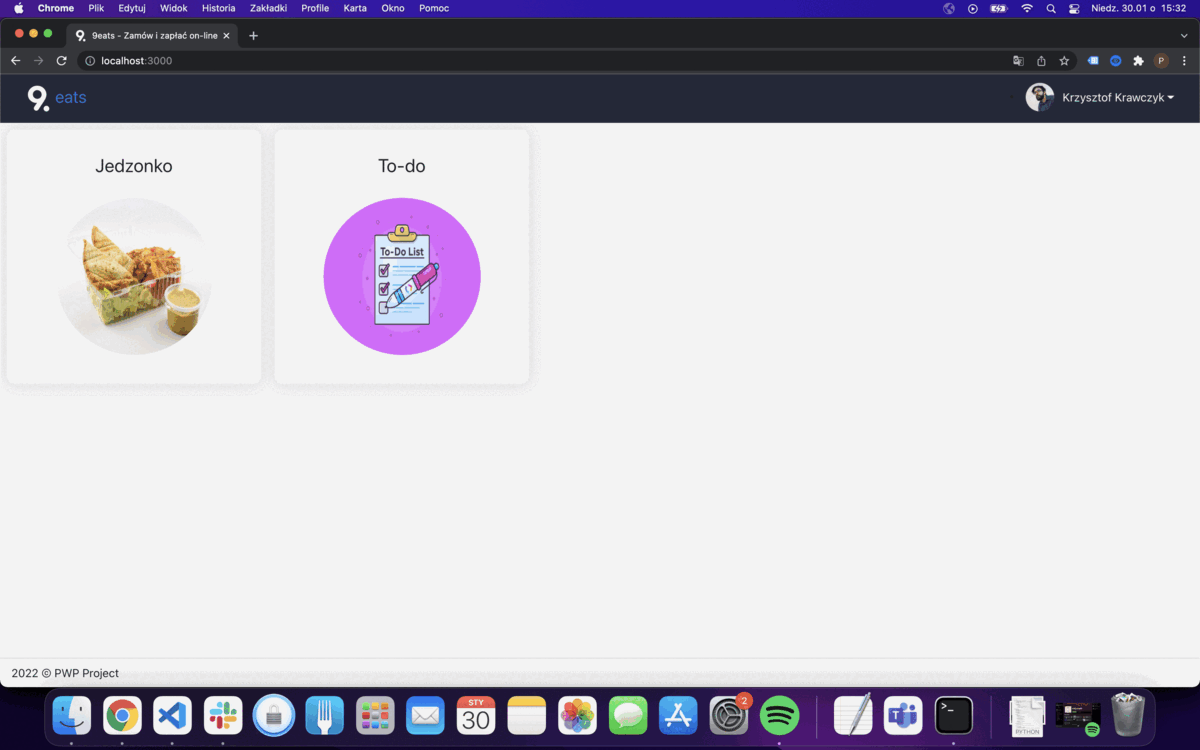 Chrome Plik Edytuj Widok Historia Zakładki Profile Karta Okno Pomoc Niedz. 30.01 o 15:32
9eats - Zamów i zapłać on-line
localhost:3000 P
9. eats Krzysztof Krawczyk
Jedzonko
To-do
To-Do List
2022 © PWP Project
STY
30
2
PYTHON